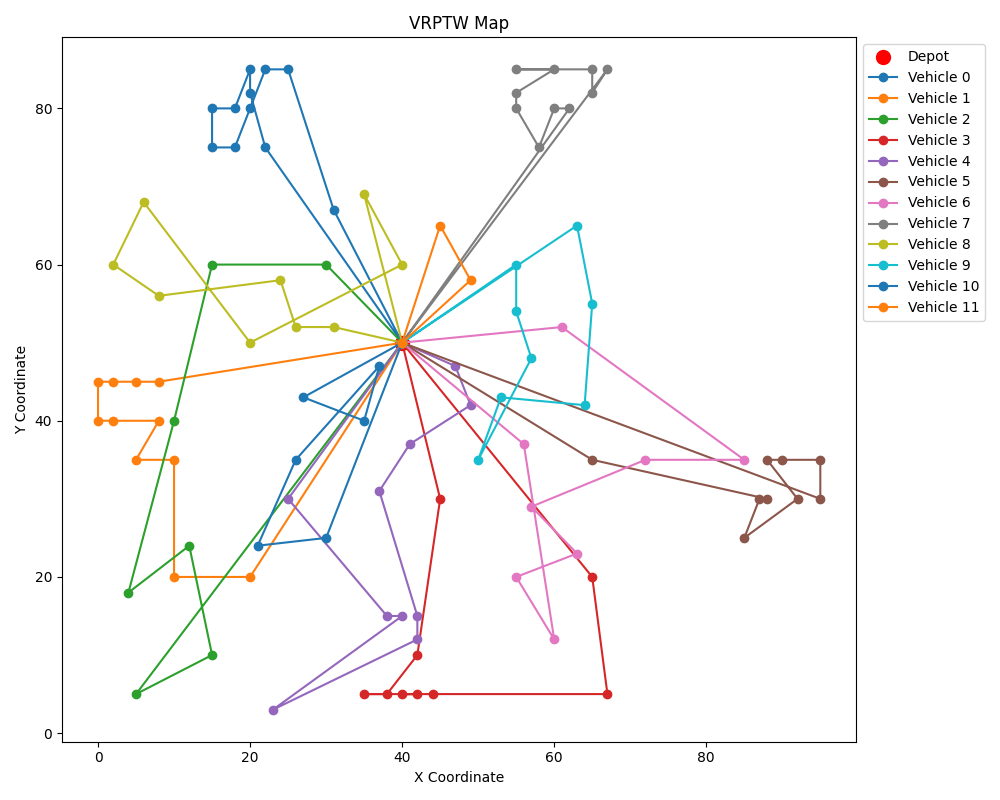 VRPTW Map
Depot
Vehicle 0
Vehicle 1
Vehicle 2
Vehicle 3
Vehicle 4
Vehicle 5
Vehicle 6
Vehicle 7
Vehicle 8
Vehicle 9
Vehicle 10
Vehicle 11
Y Coordinate
80
60
40
20
0
0 20 40 60 80
X Coordinate